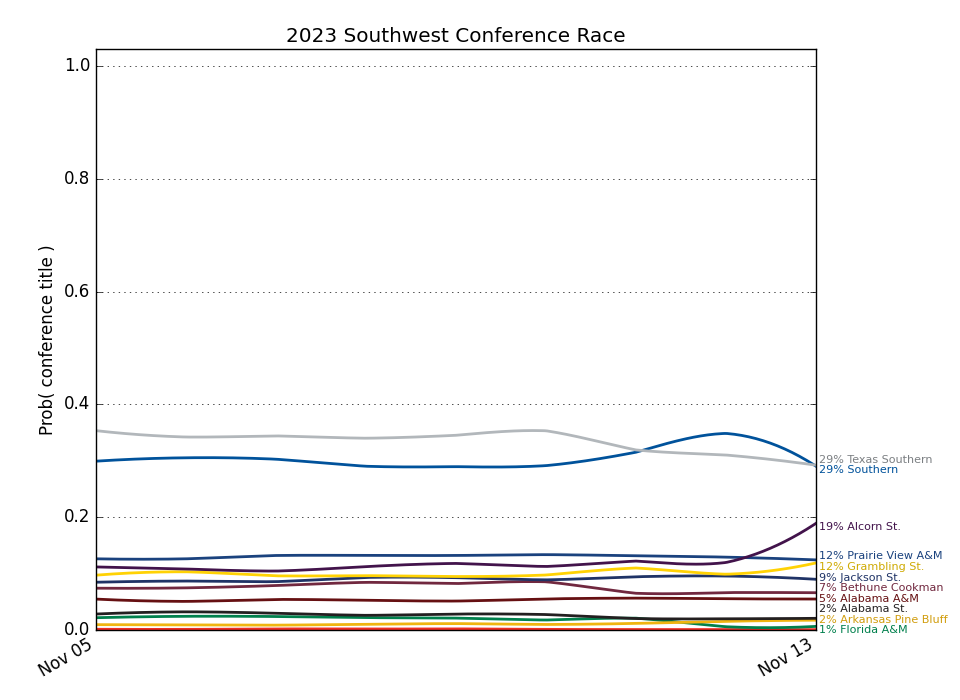 2023 Southwest Conference Race
Prob( conference title )
1.0
0.8
0.6
0.4
0.2
0.0
Nov 05
Nov 13
29% Texas Southern
29% Southern
19% Alcorn St.
12% Prairie View A&M
12% Grambling St.
9% Jackson St.
7% Bethune Cookman
5% Alabama A&M
2% Alabama St.
2% Arkansas Pine Bluff
1% Florida A&M